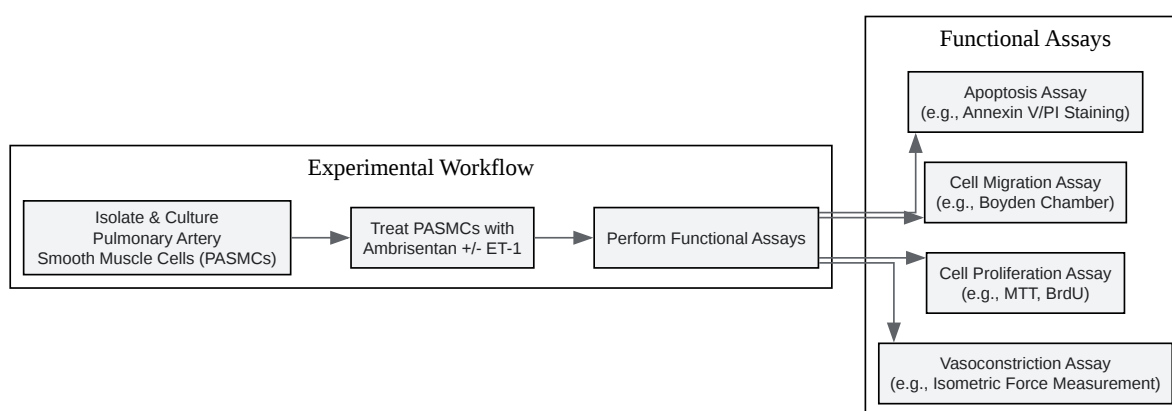 Experimental Workflow
Isolate & Culture
Pulmonary Artery
Smooth Muscle Cells (PASMCs)
Treat PASMCs with
Ambrisentan +/- ET-1
Perform Functional Assays
Functional Assays
Apoptosis Assay
(e.g., Annexin V/PI Staining)
Cell Migration Assay
(e.g., Boyden Chamber)
Cell Proliferation Assay
(e.g., MTT, BrdU)
Vasoconstriction Assay
(e.g., Isometric Force Measurement)